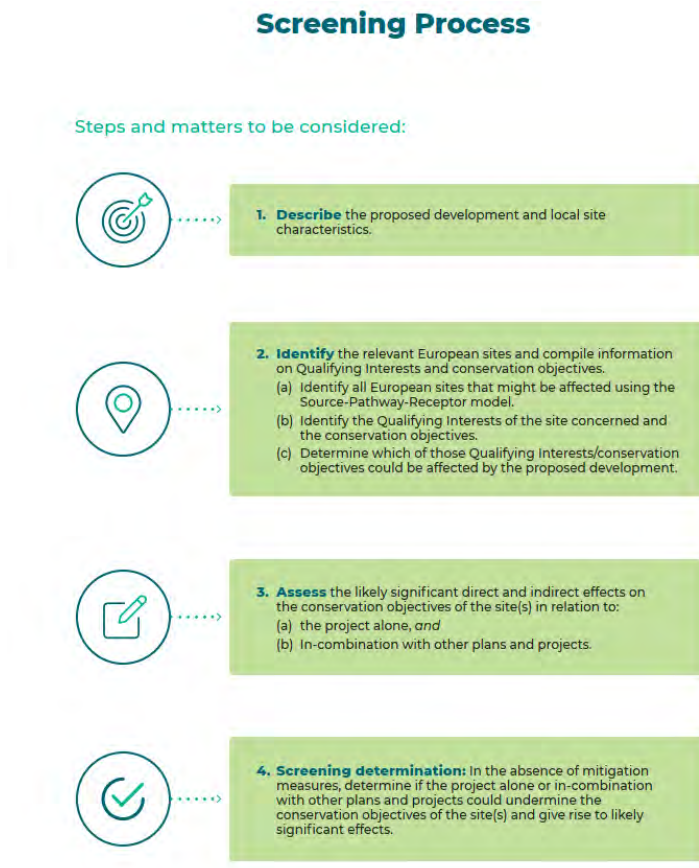 Screening Process
Steps and matters to be considered:
1. Describe the proposed development and local site
characteristics.
2. Identify the relevant European sites and compile information
on Qualifying Interests and conservation objectives.
(a) Identify all European sites that might be affected using the
Source-Pathway-Receptor model.
(b) Identify the Qualifying Interests of the site concerned and
the conservation objectives.
(c) Determine which of those Qualifying Interests/conservation
objectives could be affected by the proposed development.
3. Assess the likely significant direct and indirect effects on
the conservation objectives of the site(s) in relation to:
(a) the project alone, and
(b) In-combination with other plans and projects.
4. Screening determination: In the absence of mitigation
measures, determine if the project alone or in-combination
with other plans and projects could undermine the
conservation objectives of the site(s) and give rise to likely
significant effects.